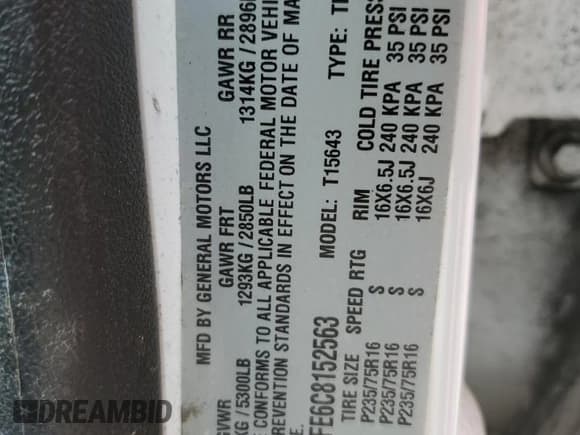 MFD BY GENERAL MOTORS LLC
GVWR GAWR FRT GAWR RR
KG / 5300LB 1293KG / 2850LB 1314KG / 2896
CONFORMS TO ALL APPLICABLE FEDERAL MOTOR VEHI
PREVENTION STANDARDS IN EFFECT ON THE DATE OF MA
FE6C8152563 MODEL: T15643 TYPE:
TIRE SIZE SPEED RTG RIM COLD TIRE PRESS
P235/75R16 S 16X6.5J 240 KPA 35 PSI
P235/75R16 S 16X6.5J 240 KPA 35 PSI
P235/75R16 S 16X6J 240 KPA 35 PSI
DREAMBID